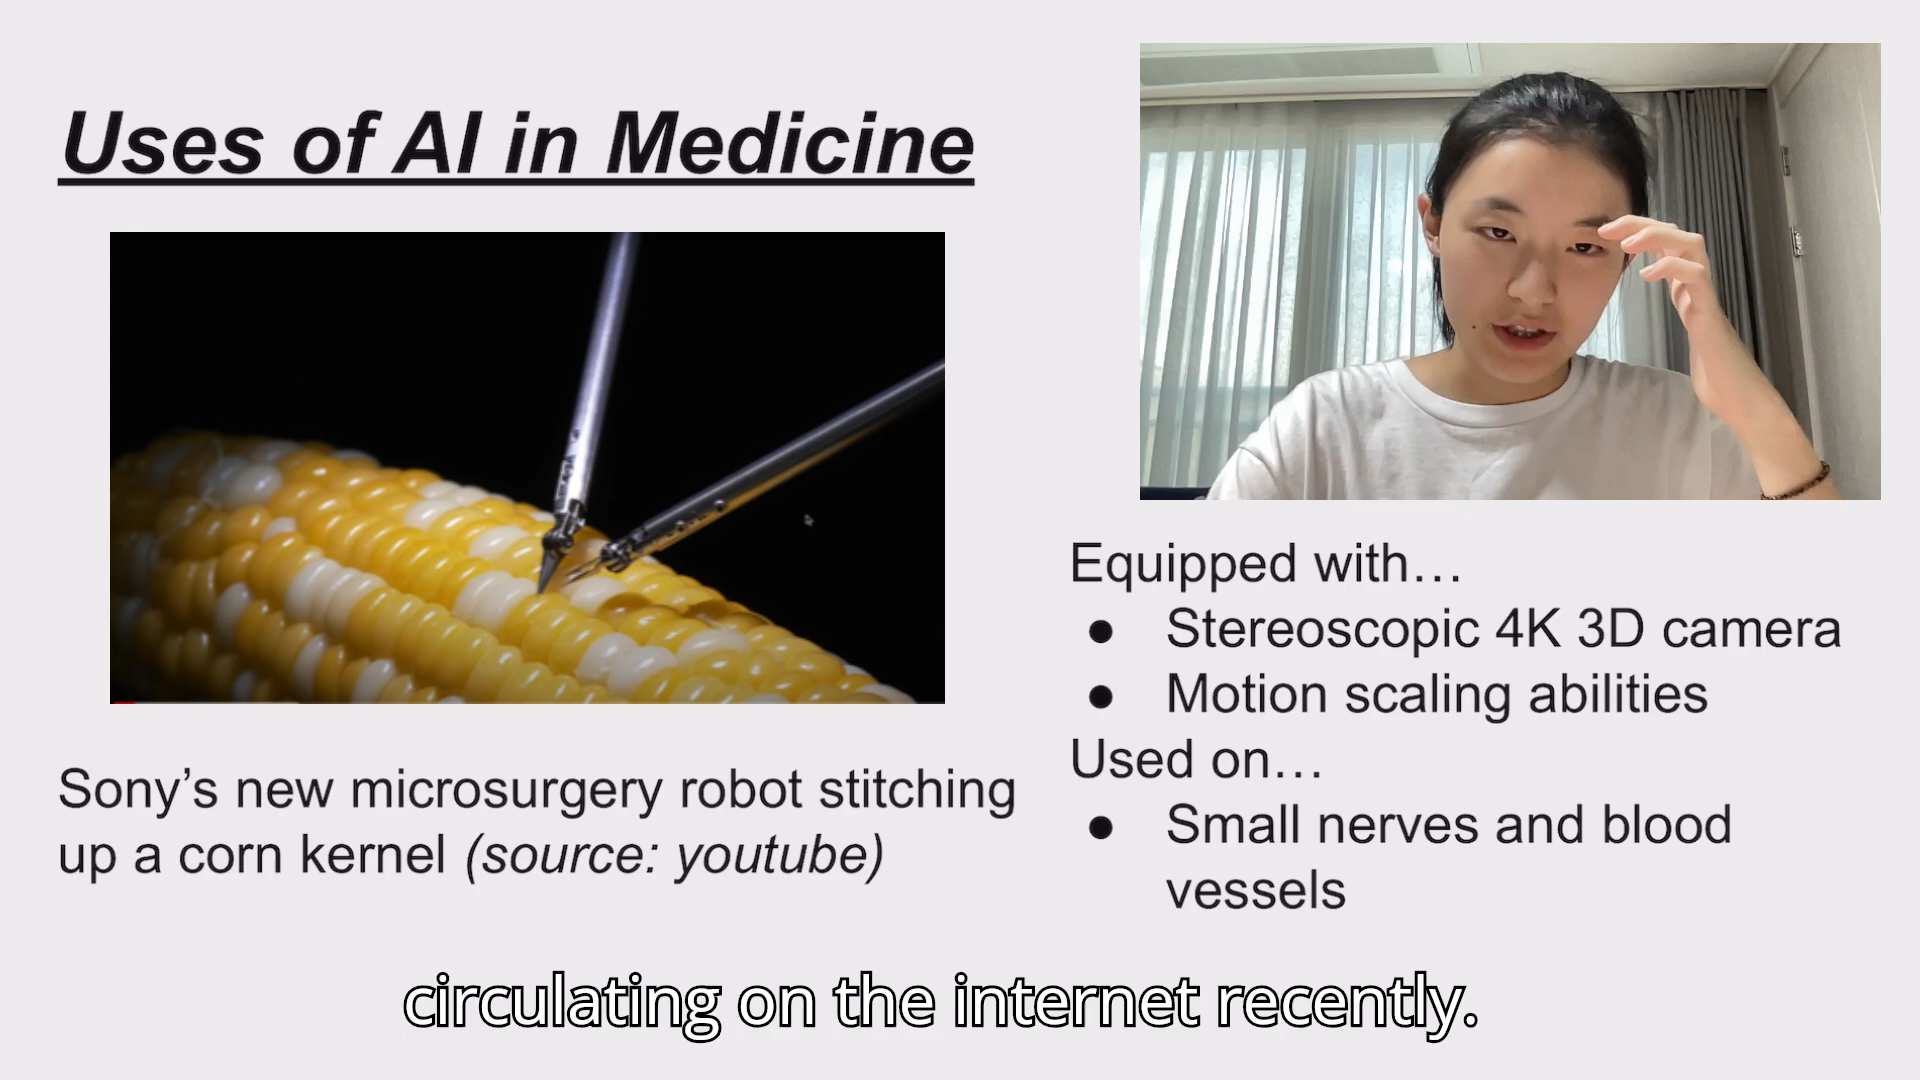 Uses of AI in Medicine
Sony’s new microsurgery robot stitching
up a corn kernel (source: youtube)
Equipped with…
● Stereoscopic 4K 3D camera
● Motion scaling abilities
Used on…
● Small nerves and blood
vessels
circulating on the internet recently.